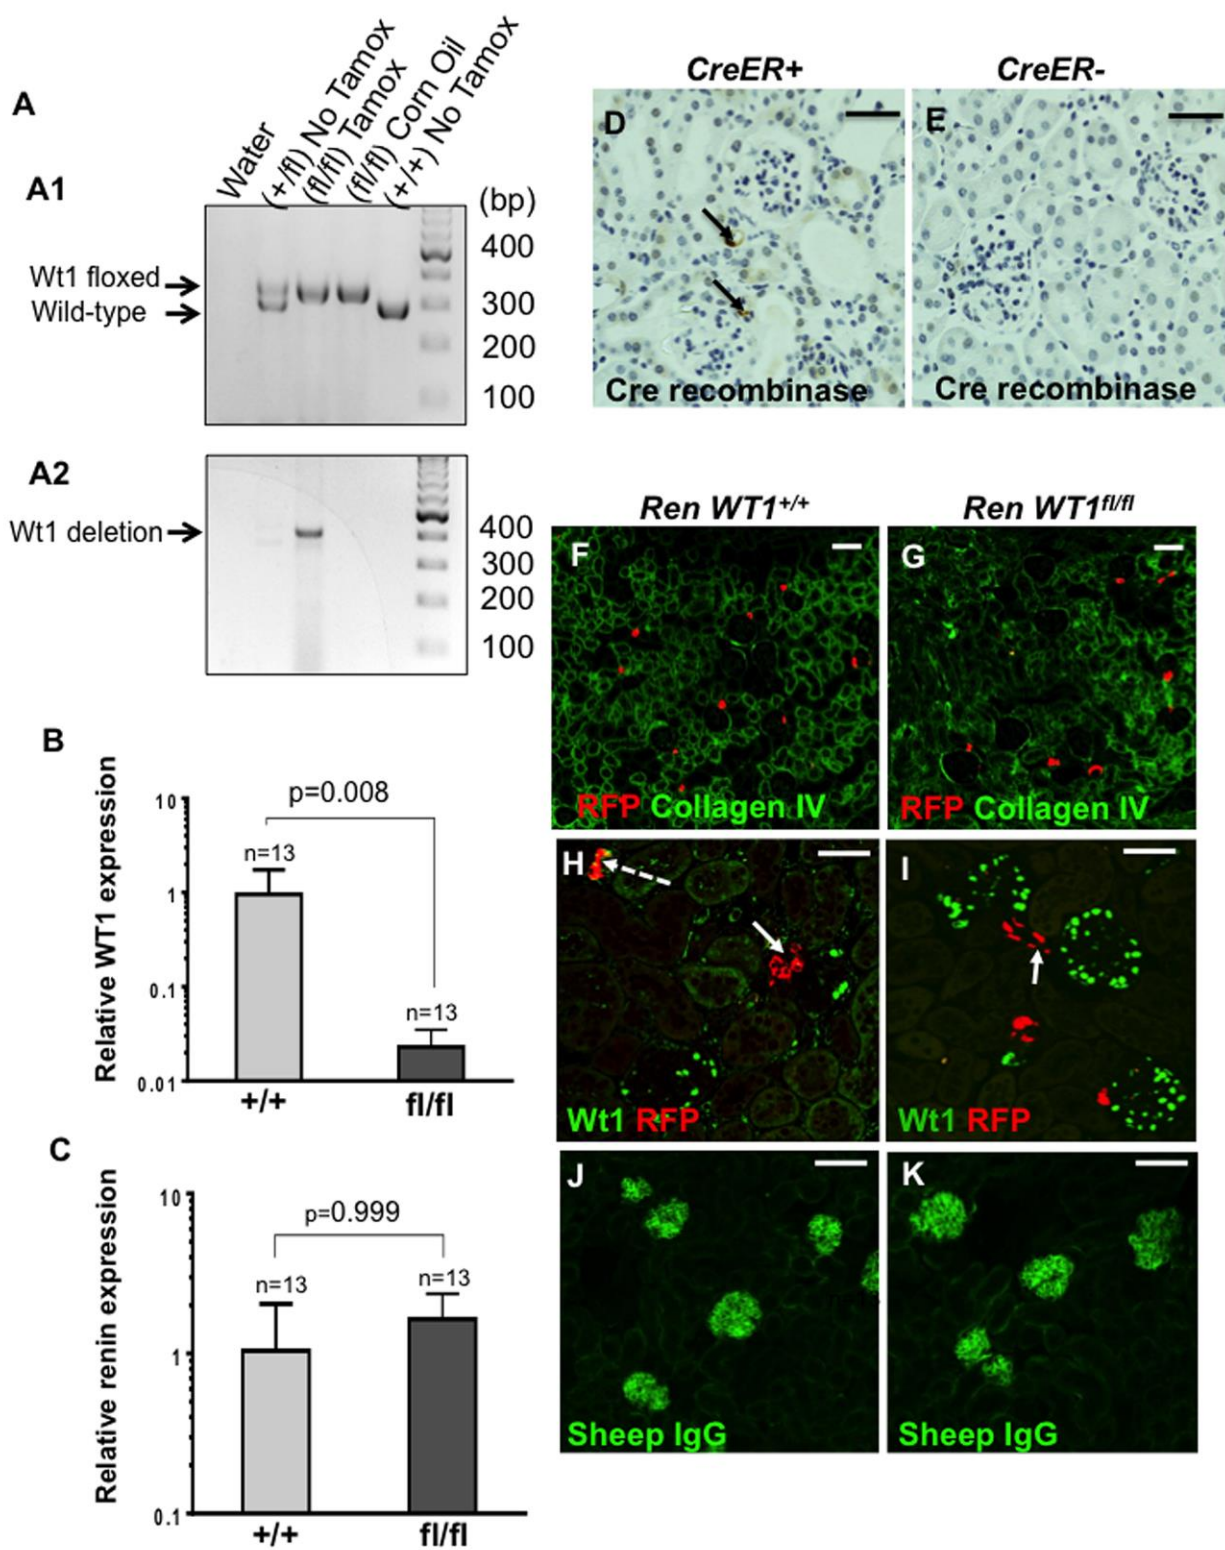 A
Water
(+/fl) No Tamox
(fl/fl) Tamox
(fl/fl) Corn Oil
(+/+) No Tamox
A1
(bp)
400
Wt1 floxed
300
Wild-type
200
100
A2
Wt1 deletion
400
300
200
100
B
Relative WT1 expression
10
1
0.1
0.01
p=0.008
n=13
n=13
+/+
fl/fl
C
Relative renin expression
10
1
0.1
p=0.999
n=13
n=13
+/+
fl/fl
CreER+
CreER-
D
E
Cre recombinase
Cre recombinase
Ren WT1+/+
Ren WT1fl/fl
F
G
RFP Collagen IV
RFP Collagen IV
H
I
Wt1 RFP
Wt1 RFP
J
K
Sheep IgG
Sheep IgG